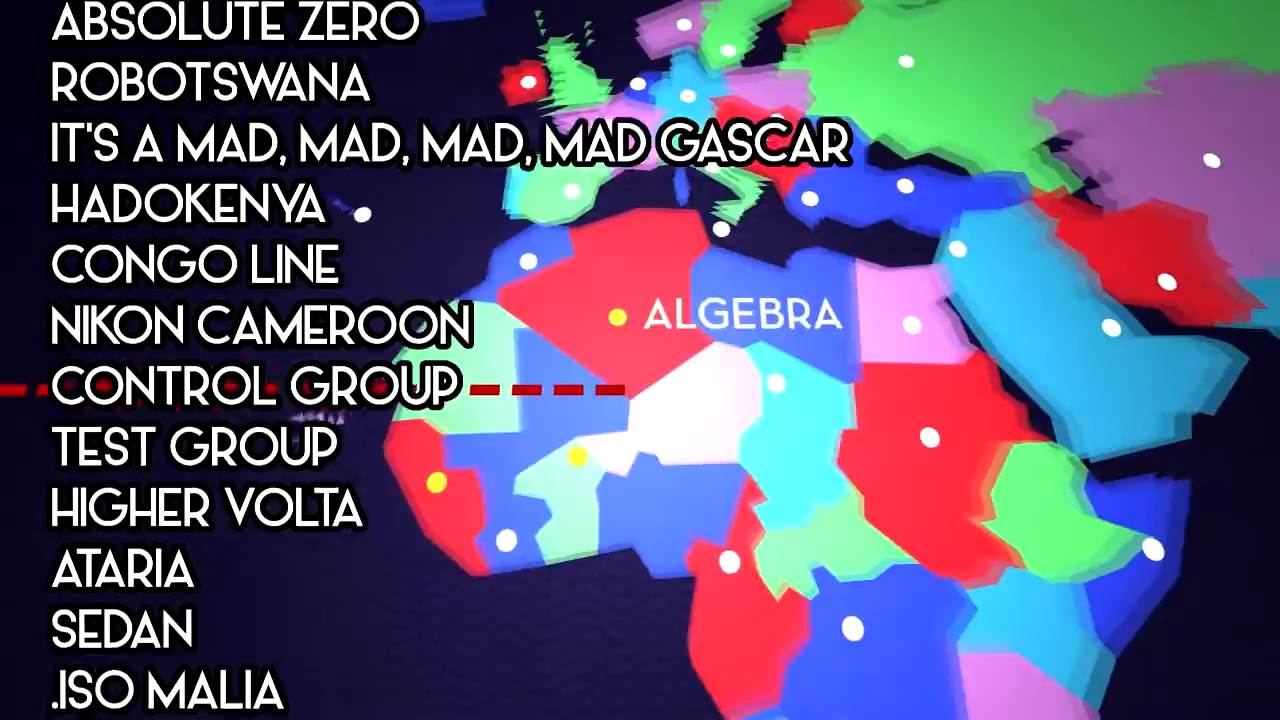 ABSOLUTE ZERO
ROBOTSWANA
IT'S A MAD, MAD, MAD, MAD GASCAR
HADOKENYA
CONGO LINE
NIKON CAMEROON
ALGEBRA
CONTROL GROUP
TEST GROUP
HIGHER VOLTA
ATARIA
SEDAN
.ISO MALIA